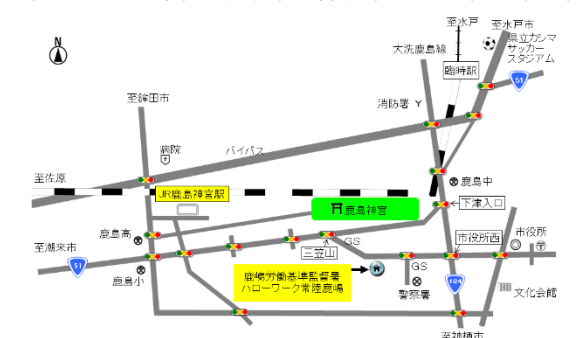 至水戸
至水戸市
N
県立カシマ
サッカー
スタジアム
大洗鹿島線
臨時駅
51
至鉾田市
消防署
病院
バイパス
至佐原
鹿島中
JR鹿島神宮駅
鹿島神宮
下津入口
鹿島高
市役所
至潮来市
三笠山
GS
市役所西
51
鹿島小
鹿嶋労働基準監督署
ハローワーク常陸鹿嶋
GS
警察署
124
文化会館
至神栖市